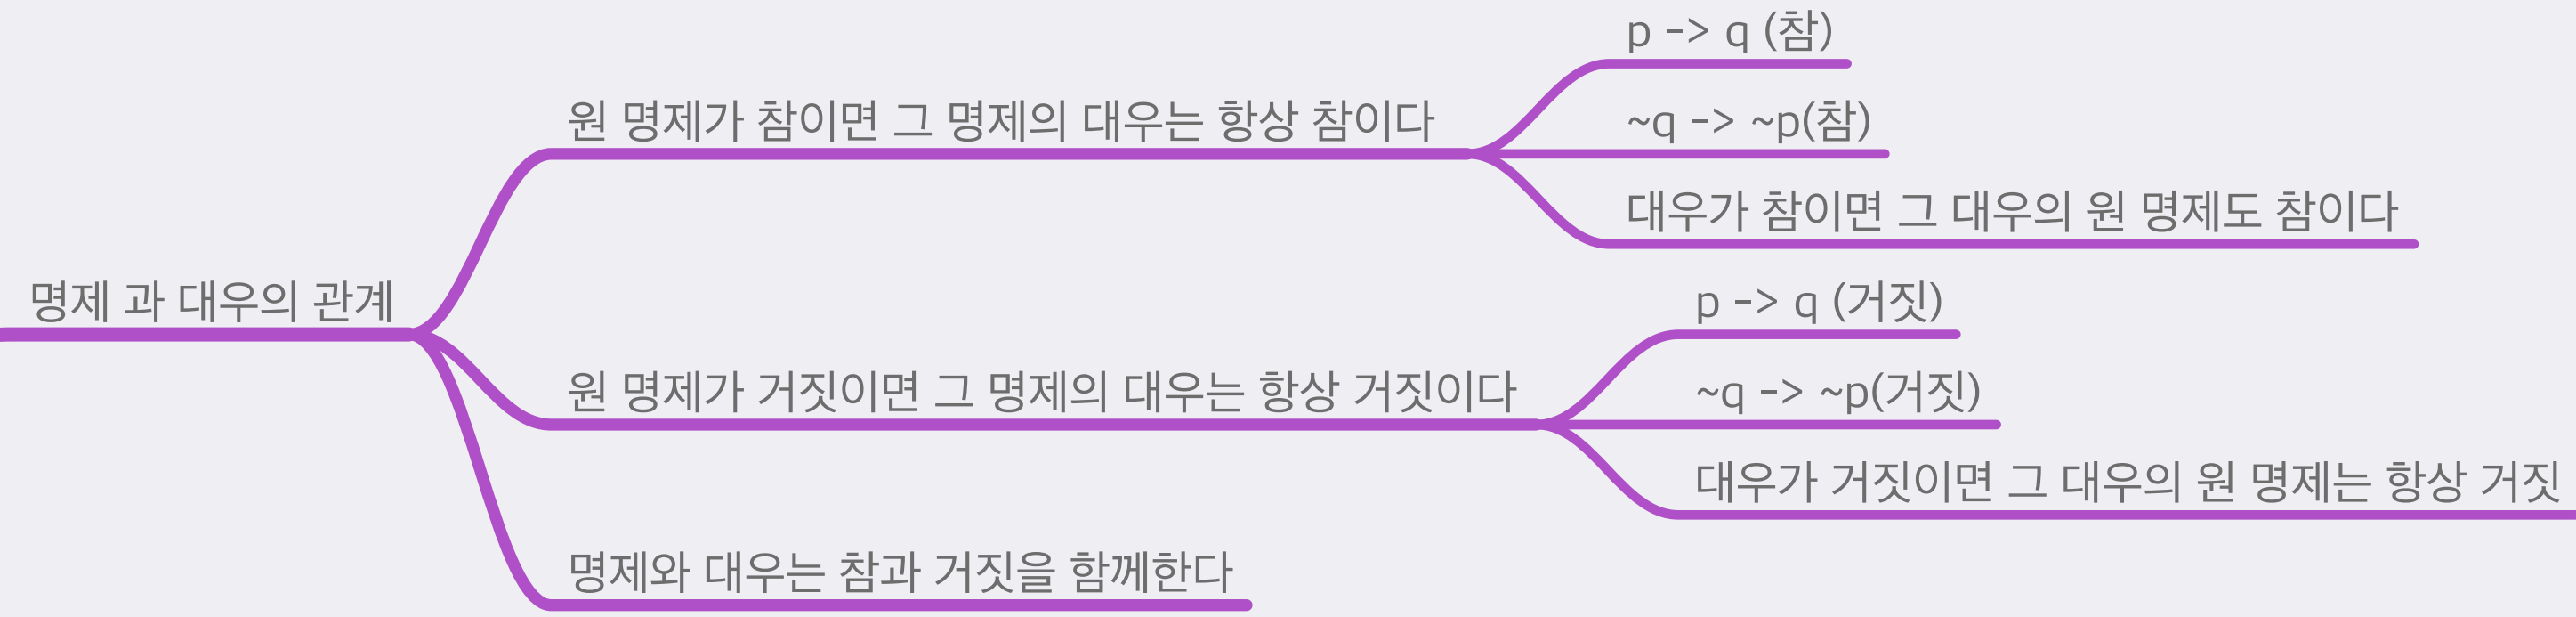 명제 과 대우의 관계
원 명제가 참이면 그 명제의 대우는 항상 참이다
p -> q (참)
~q -> ~p(참)
대우가 참이면 그 대우의 원 명제도 참이다
원 명제가 거짓이면 그 명제의 대우는 항상 거짓이다
p -> q (거짓)
~q -> ~p(거짓)
대우가 거짓이면 그 대우의 원 명제는 항상 거짓
명제와 대우는 참과 거짓을 함께한다